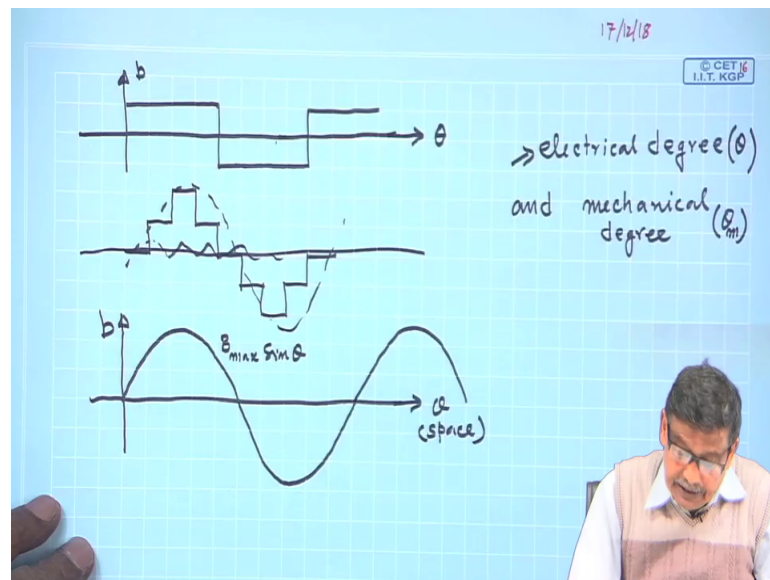 17/12/18
© CET 16
I.I.T. KGP
b
θ
electrical degree (θ)
and mechanical (θm)
degree
b
Bmax Sin θ
θ
(space)